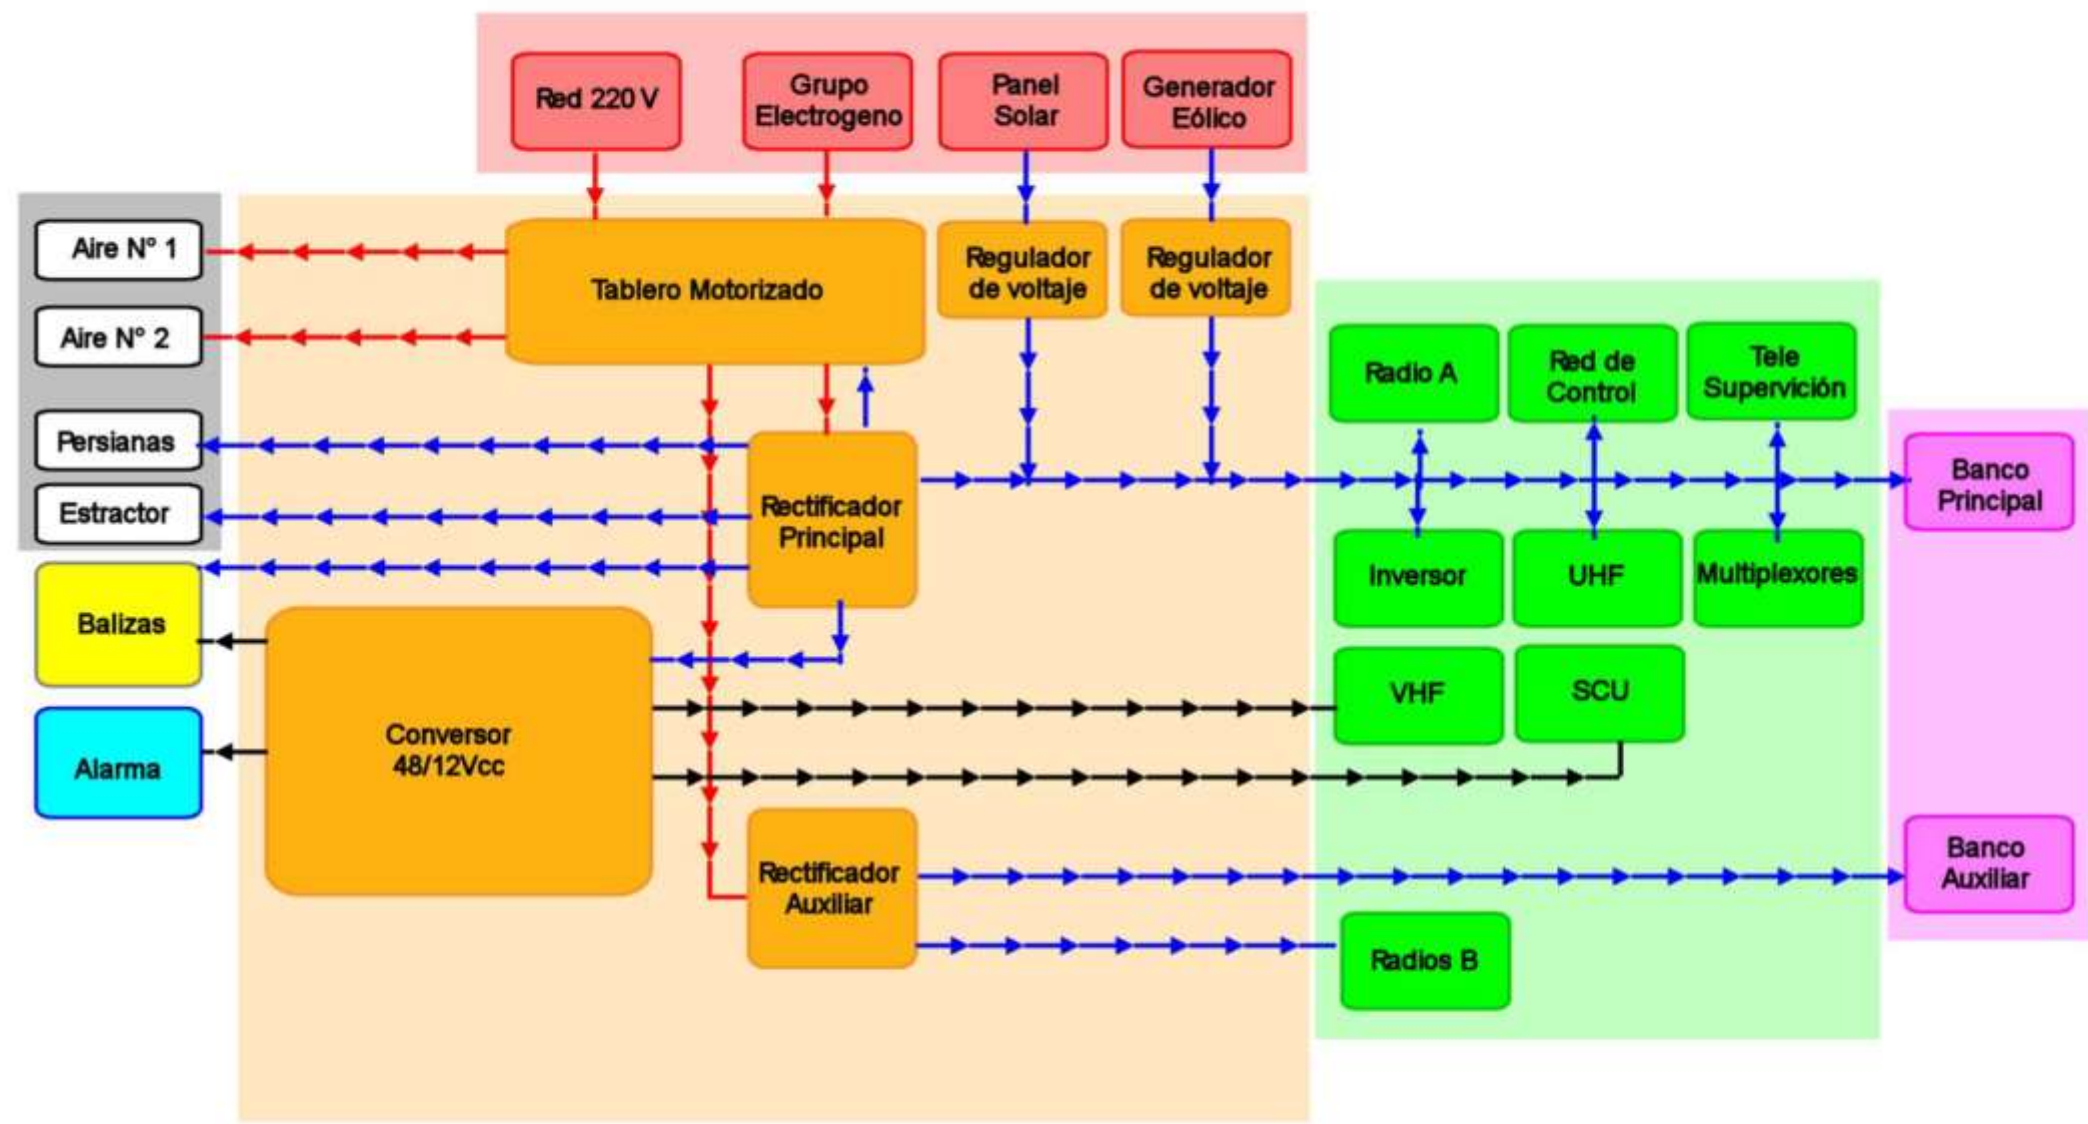 Red 220 V
Grupo
Electrogeno
Panel
Solar
Generador
Eólico
Aire Nº 1
Aire Nº 2
Persianas
Estractor
Balizas
Alarma
Tablero Motorizado
Regulador
de voltaje
Regulador
de voltaje
Rectificador
Principal
Conversor
48/12Vcc
Rectificador
Auxiliar
Radio A
Red de
Control
Tele
Supervición
Inversor
UHF
Multiplexores
VHF
SCU
Radios B
Banco
Principal
Banco
Auxiliar